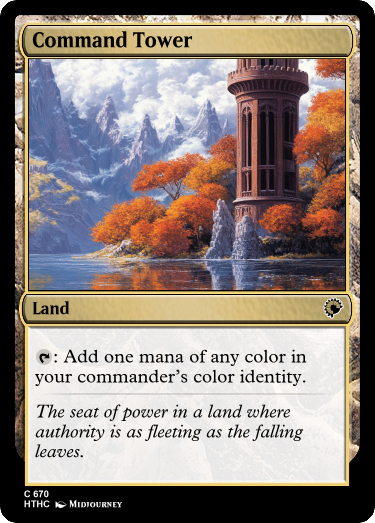 Command Tower
Land
: Add one mana of any color in
your commander's color identity.
The seat of power in a land where
authority is as fleeting as the falling
leaves.
C 670
HTHC Midjourney